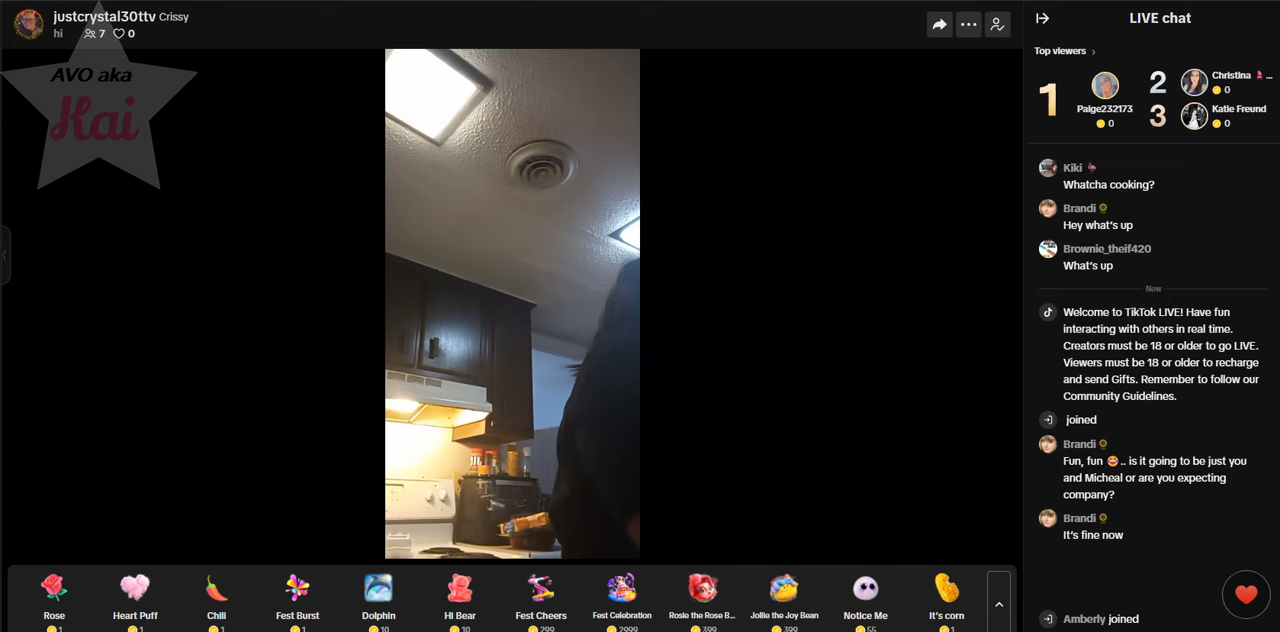 justcrystal30ttv Crissy
hi 7 0
AVO aka
Kai
LIVE chat
Top viewers
1
Paige232173
0
2
Christina ...
0
3
Katie Freund
0
Kiki
Whatcha cooking?
Brandi
Hey what's up
Brownie_theif420
What's up
Now
Welcome to TikTok LIVE! Have fun
interacting with others in real time.
Creators must be 18 or older to go LIVE.
Viewers must be 18 or older to recharge
and send Gifts. Remember to follow our
Community Guidelines.
joined
Brandi
Fun, fun 😆.. is it going to be just you
and Micheal or are you expecting
company?
Brandi
It's fine now
Amberly joined
Rose
1
Heart Puff
1
Chili
1
Fest Burst
1
Dolphin
10
Hi Bear
10
Fest Cheers
299
Fest Celebration
2999
Rosie the Rose B...
399
Jollie the Joy Bean
399
Notice Me
55
It's corn
1